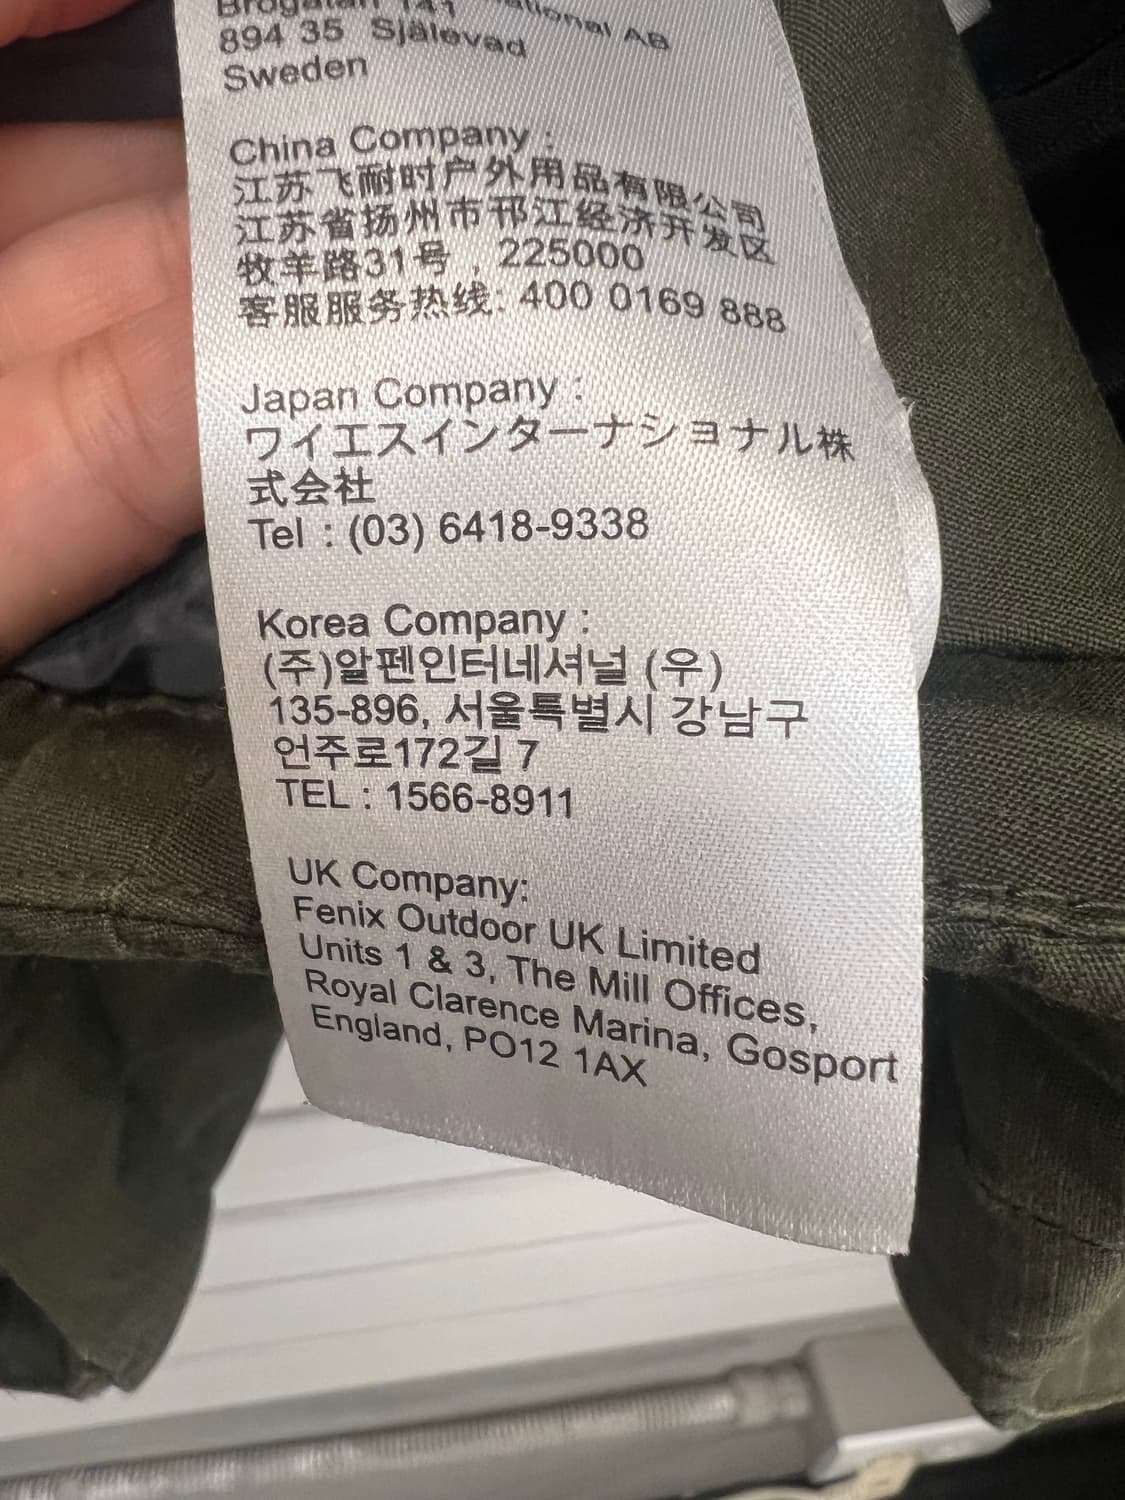 Brogatan 141
ational AB
894 35 Själevad
Sweden
China Company :
江苏飞耐时户外用品有限公司
江苏省扬州市邗江经济开发区
牧羊路31号 , 225000
客服服务热线: 400 0169 888
Japan Company :
ワイエスインターナショナル株
式会社
Tel : (03) 6418-9338
Korea Company :
(주)알펜인터네셔널 (우)
135-896, 서울특별시 강남구
언주로172길 7
TEL : 1566-8911
UK Company:
Fenix Outdoor UK Limited
Units 1 & 3, The Mill Offices,
Royal Clarence Marina, Gosport
England, PO12 1AX